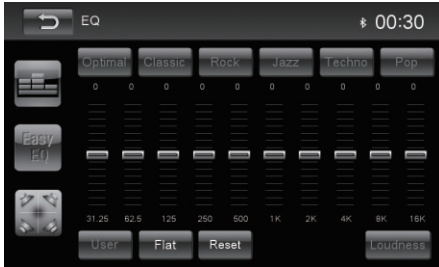 EQ 00:30
Optimal Classic Rock Jazz Techno Pop
0 0 0 0 0 0 0 0 0 0
Easy
EQ
31.25 62.5 125 250 500 1K 2K 4K 8K 16K
User Flat Reset Loudness